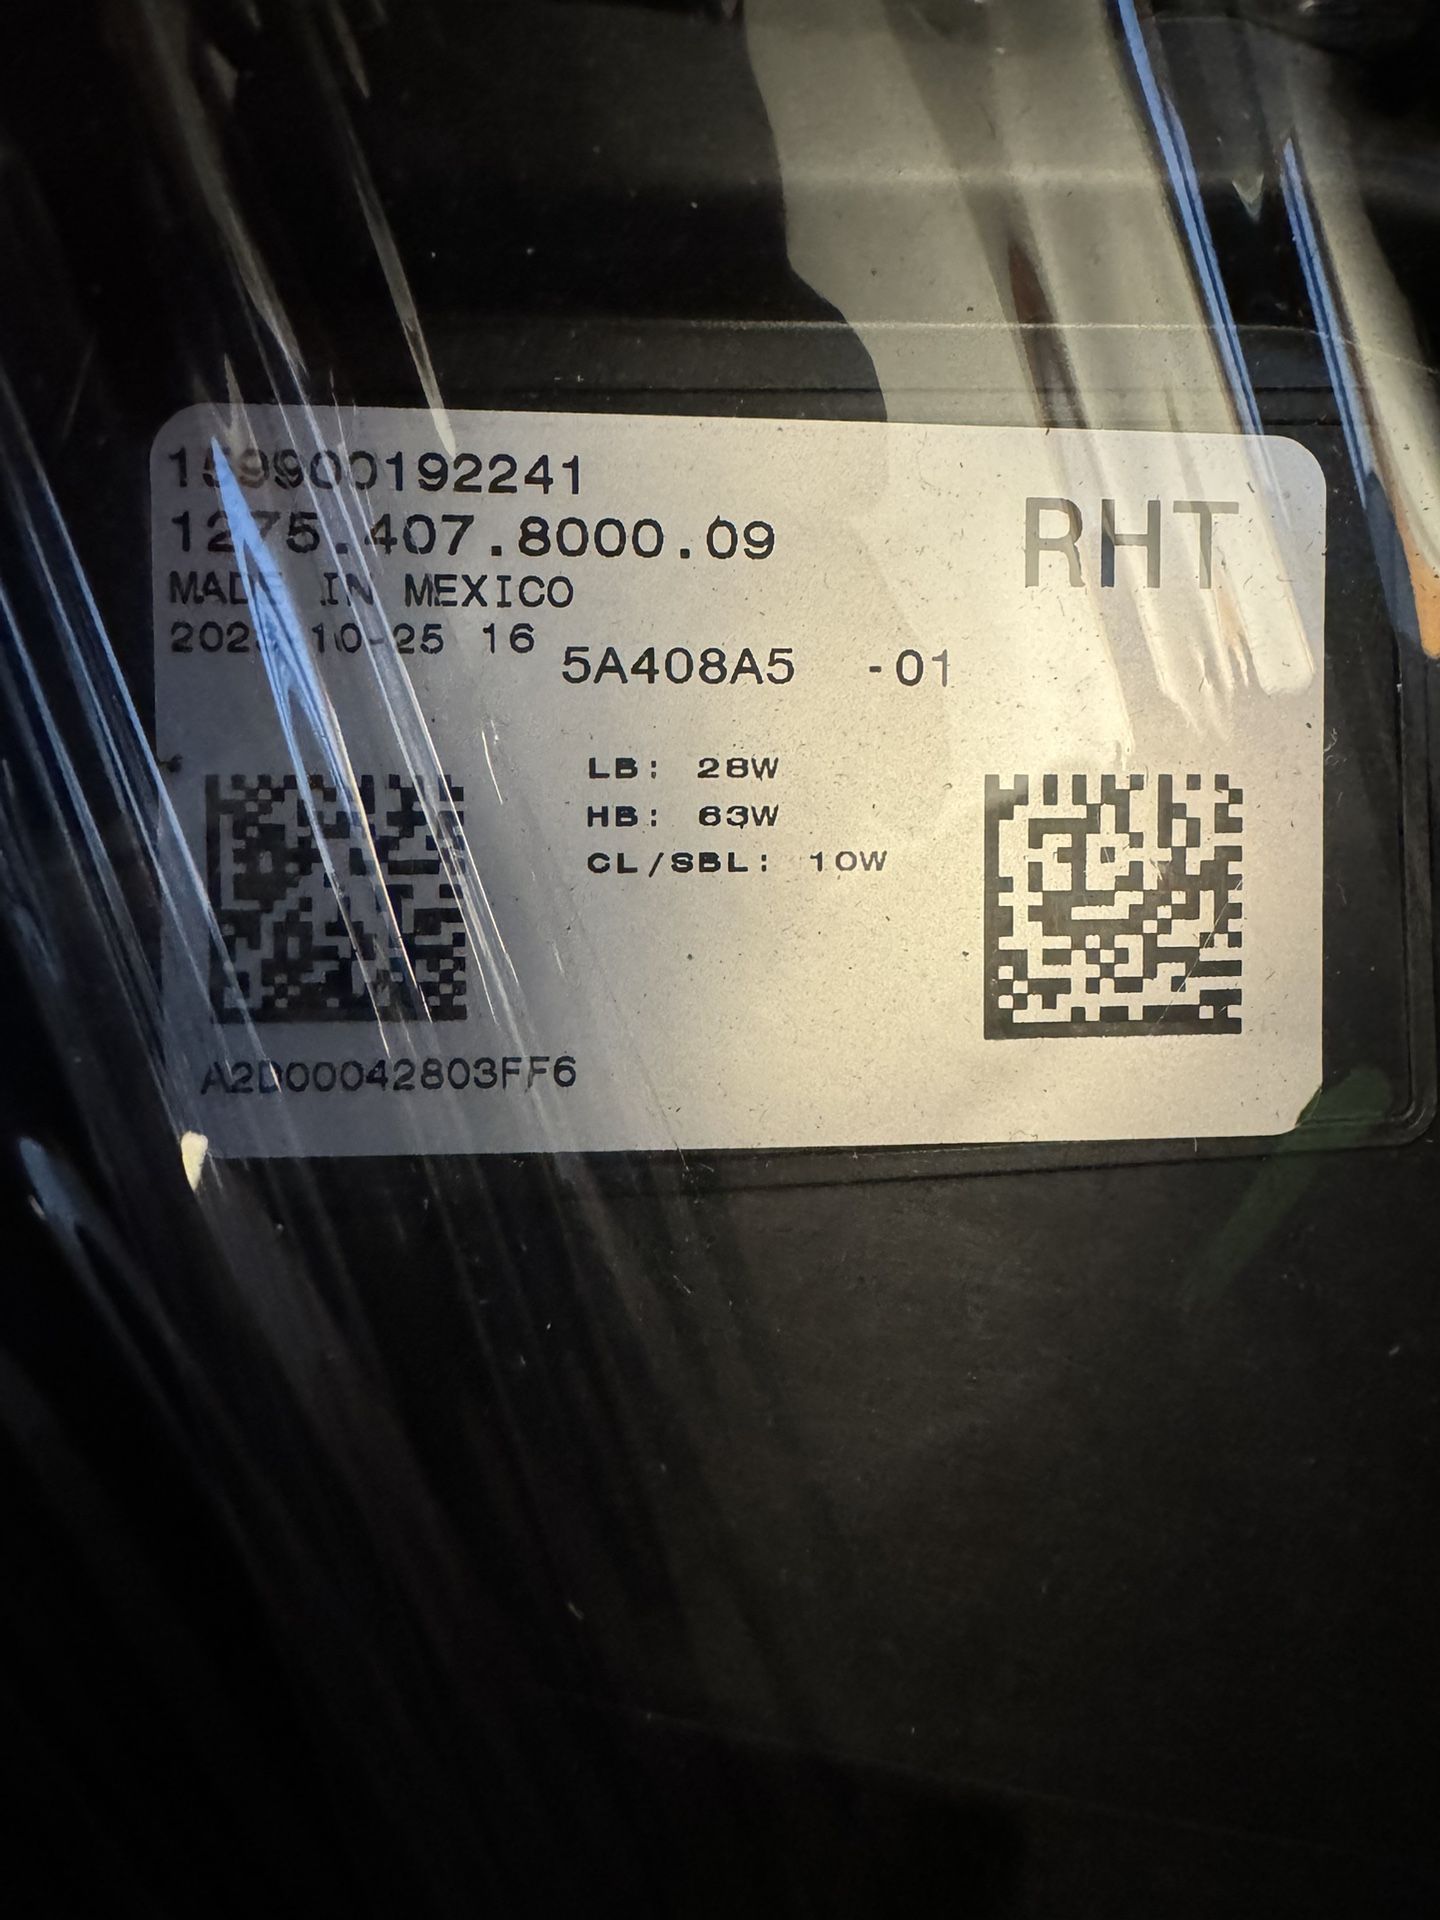 159900192241
1275.407.8000.09
RHT
MADE IN MEXICO
10-25 16
5A408A5 -01
LB: 28W
HB: 63W
CL/SBL: 10W
A2D00042803FF6